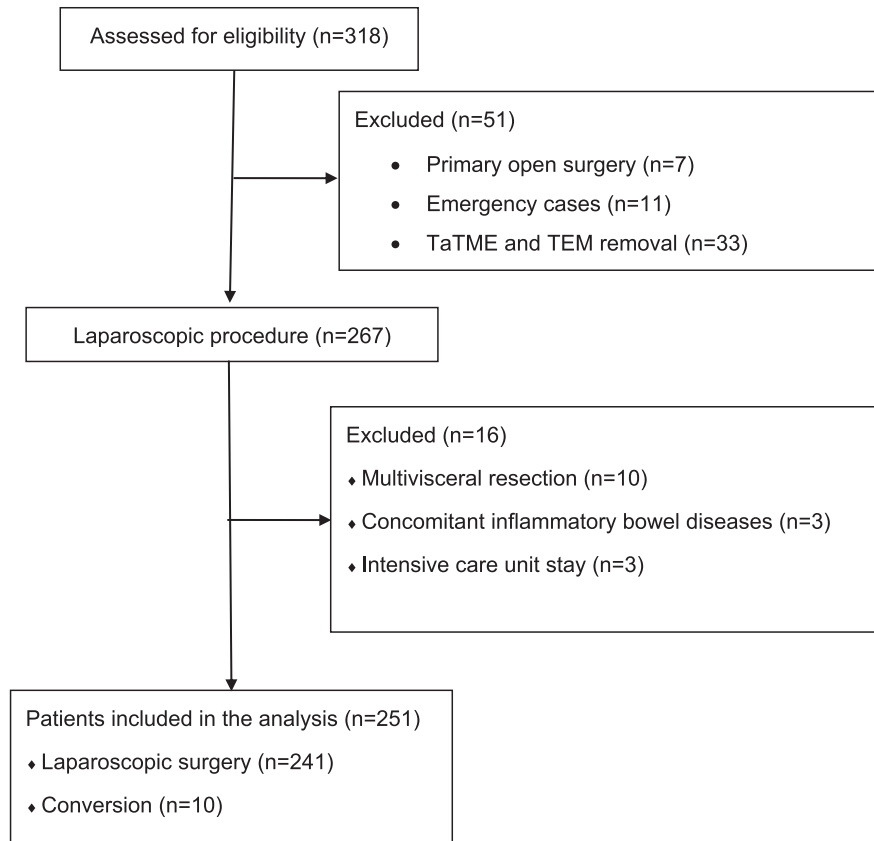 Assessed for eligibility (n=318)
Excluded (n=51)
• Primary open surgery (n=7)
• Emergency cases (n=11)
• TaTME and TEM removal (n=33)
Laparoscopic procedure (n=267)
Excluded (n=16)
♦ Multivisceral resection (n=10)
♦ Concomitant inflammatory bowel diseases (n=3)
♦ Intensive care unit stay (n=3)
Patients included in the analysis (n=251)
♦ Laparoscopic surgery (n=241)
♦ Conversion (n=10)